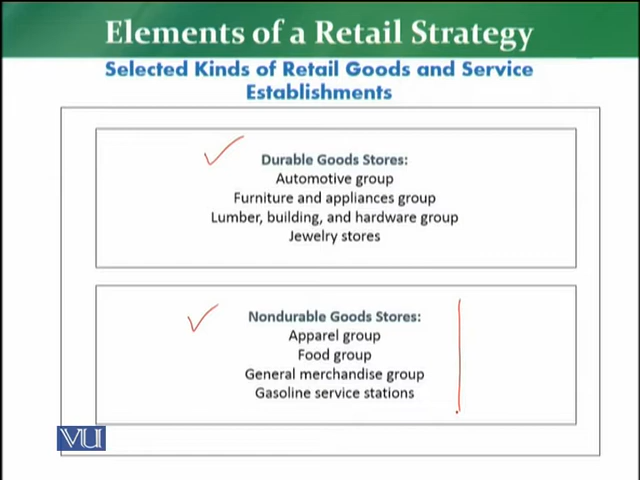 Elements of a Retail Strategy
Selected Kinds of Retail Goods and Service
Establishments
Durable Goods Stores:
Automotive group
Furniture and appliances group
Lumber, building, and hardware group
Jewelry stores
Nondurable Goods Stores:
Apparel group
Food group
General merchandise group
Gasoline service stations
VU